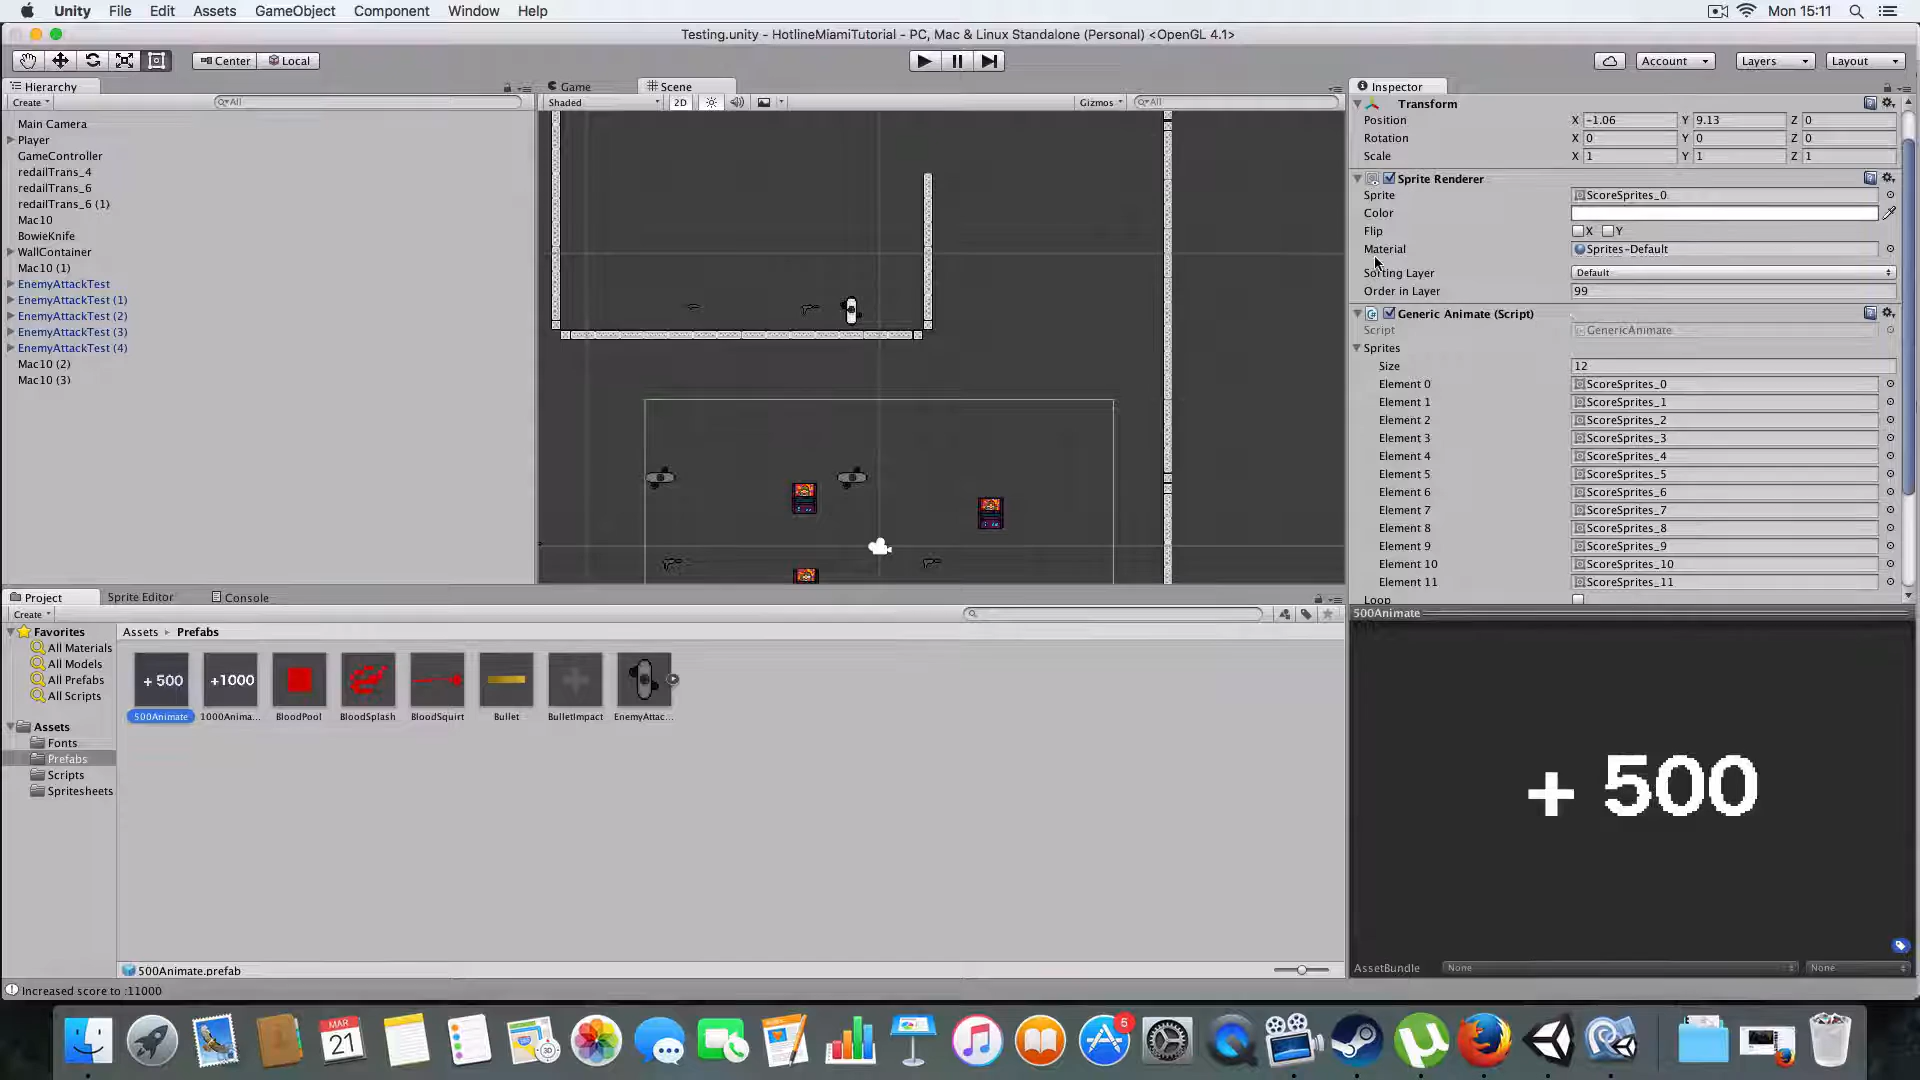 Unity File Edit Assets GameObject Component Window Help Mon 15:11
Testing.unity - HotlineMiamiTutorial - PC, Mac & Linux Standalone (Personal) <OpenGL 4.1>
Center Local Account Layers Layout
Hierarchy
Create All
Main Camera
Player
GameController
redailTrans_4
redailTrans_6
redailTrans_6 (1)
Mac10
BowieKnife
WallContainer
Mac10 (1)
EnemyAttackTest
EnemyAttackTest (1)
EnemyAttackTest (2)
EnemyAttackTest (3)
EnemyAttackTest (4)
Mac10 (2)
Mac10 (3)
Game Scene
Shaded 2D Gizmos All
Inspector
Transform
Position X -1.06 Y 9.13 Z 0
Rotation X 0 Y 0 Z 0
Scale X 1 Y 1 Z 1
Sprite Renderer
Sprite ScoreSprites_0
Color
Flip X Y
Material Sprites-Default
Sorting Layer Default
Order in Layer 99
Generic Animate (Script)
Script GenericAnimate
Sprites
Size 12
Element 0 ScoreSprites_0
Element 1 ScoreSprites_1
Element 2 ScoreSprites_2
Element 3 ScoreSprites_3
Element 4 ScoreSprites_4
Element 5 ScoreSprites_5
Element 6 ScoreSprites_6
Element 7 ScoreSprites_7
Element 8 ScoreSprites_8
Element 9 ScoreSprites_9
Element 10 ScoreSprites_10
Element 11 ScoreSprites_11
Loop
Project Sprite Editor Console
Create
Favorites
All Materials
All Models
All Prefabs
All Scripts
Assets
Fonts
Prefabs
Scripts
Spritesheets
Assets Prefabs
+ 500 +1000
500Animate 1000Anima... BloodPool BloodSplash BloodSquirt Bullet BulletImpact EnemyAttac...
500Animate.prefab
500Animate
+ 500
AssetBundle None None
Increased score to :11000
MAR
21
3D
5